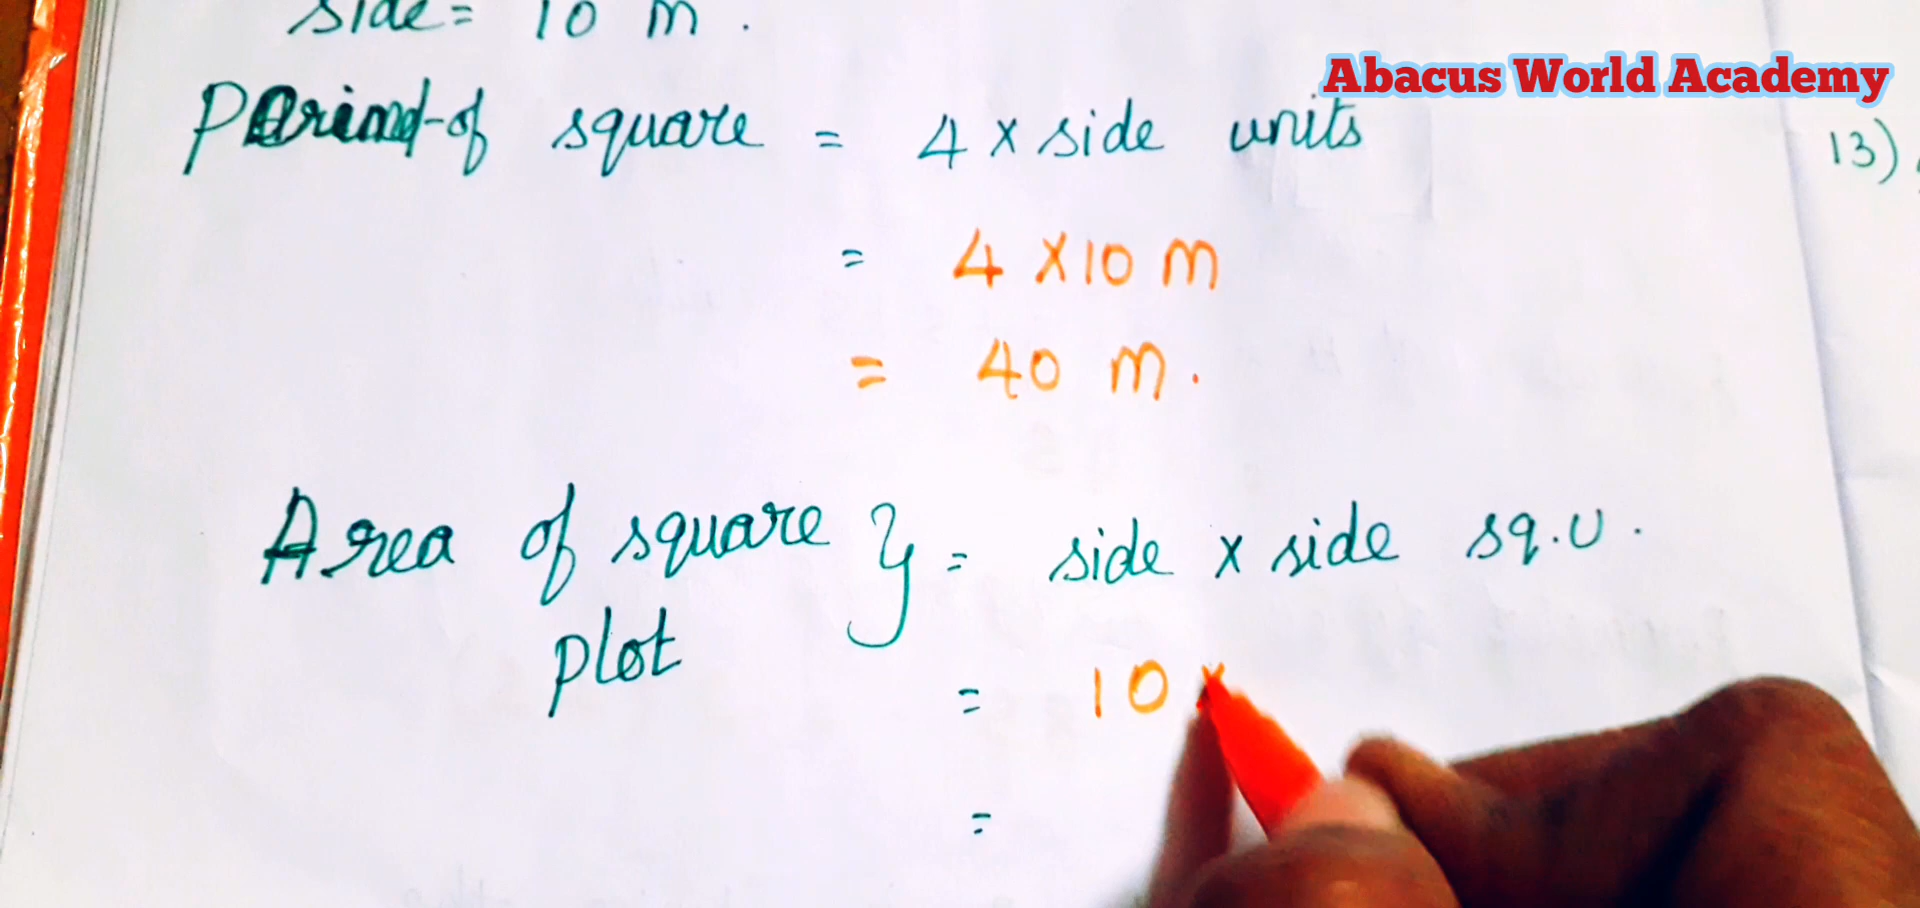 side = 10 m.
Abacus World Academy
of square = 4 x side units
13)
= 4 x 10 m
= 40 m.
Area of square } = side x side sq.u.
plot
= 10 x
=